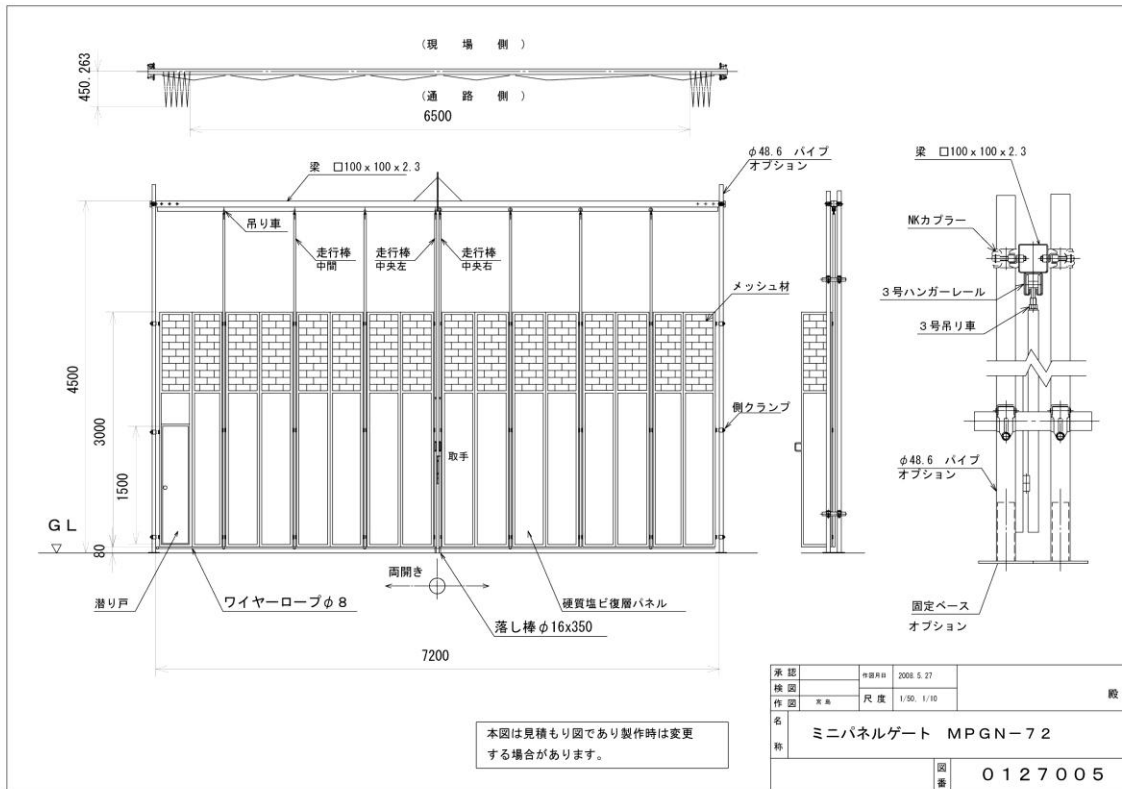 (現 場 側)
450.263
(通 路 側)
6500
梁 □100x100x2.3
φ48.6 パイプ
オプション
梁 □100x100x2.3
吊り車
走行棒
中間
走行棒
中央左
走行棒
中央右
メッシュ材
NKカプラー
3号ハンガーレール
3号吊り車
4500
3000
1500
80
側クランプ
取手
φ48.6 パイプ
オプション
GL
両開き
潜り戸
ワイヤーロープφ8
硬質塩ビ復層パネル
落し棒φ16x350
固定ベース
オプション
7200
本図は見積もり図であり製作時は変更
する場合があります。
承認
作図月日 2008.5.27
検図
作図
尺度 1/50, 1/10
殿
名称 ミニパネルゲート MPGN-72
図番 0127005